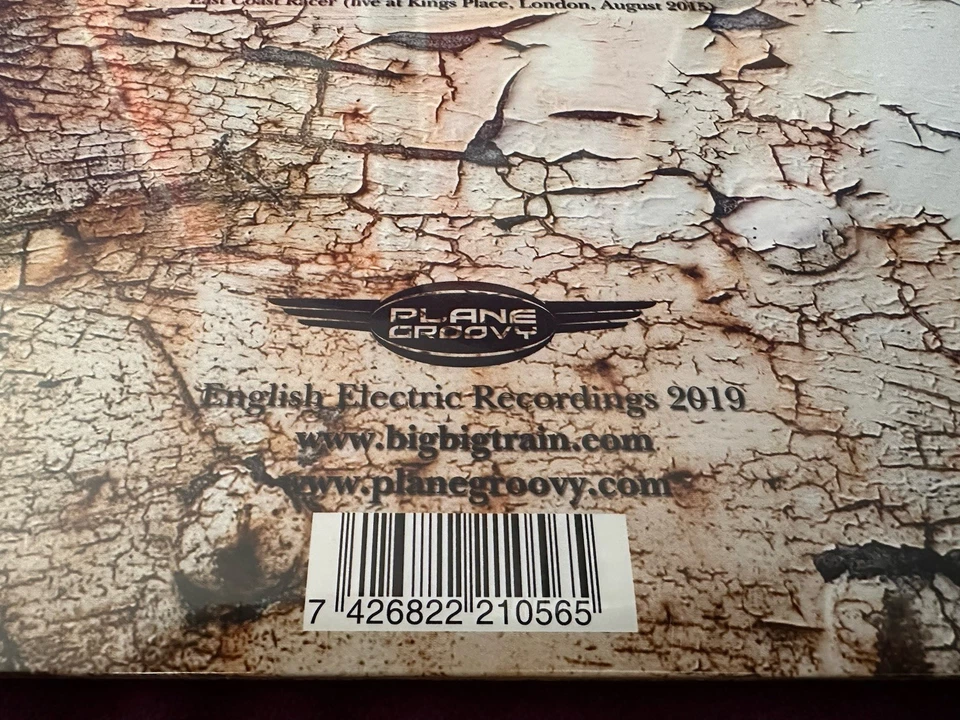 East Coast Racer (live at Kings Place, London, August 2015)
PLANE
GROOVY
English Electric Recordings 2019
www.bigbigtrain.com
www.planegroovy.com
7 426822 210565